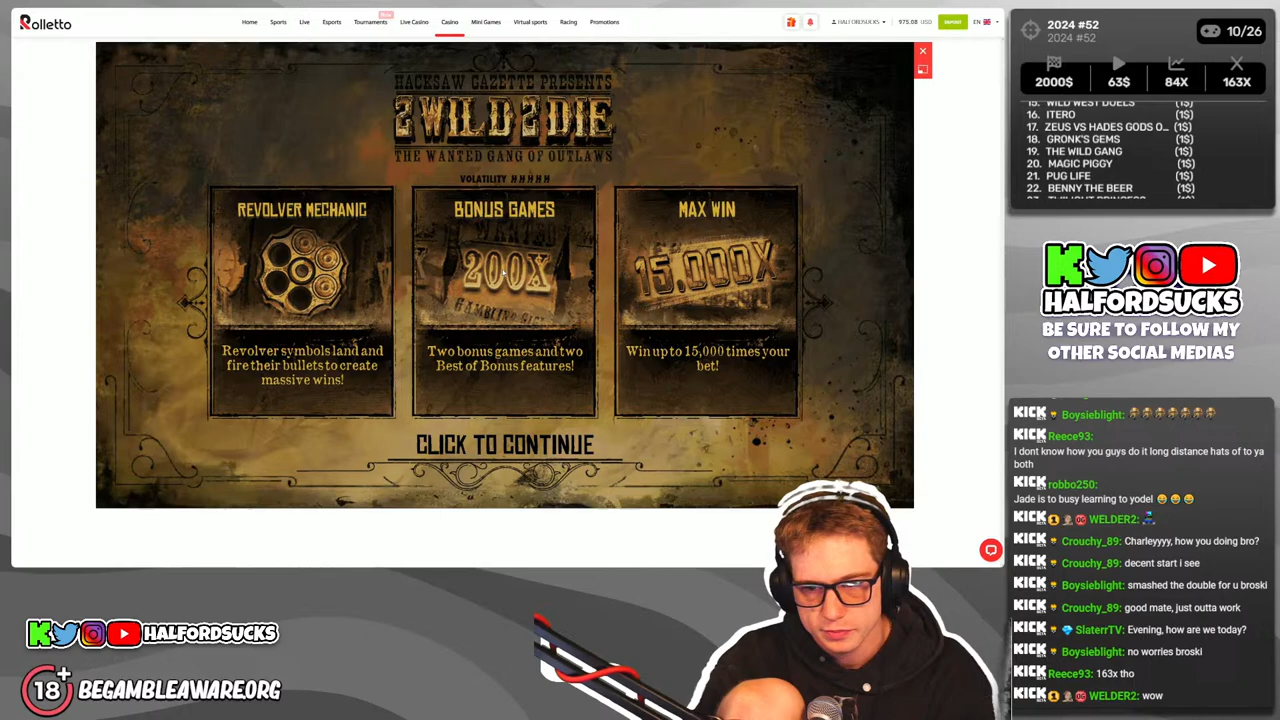 Rolletto
Home Sports Live Esports Tournaments New Live Casino Casino Mini Games Virtual sports Racing Promotions
HALFORDSUCKS 975.08 USD DEPOSIT EN
HACKSAW GAZETTE PRESENTS
2 WILD 2 DIE
THE WANTED GANG OF OUTLAWS
VOLATILITY
REVOLVER MECHANIC
Revolver symbols land and
fire their bullets to create
massive wins!
BONUS GAMES
WANTED
200X
Two bonus games and two
Best of Bonus features!
MAX WIN
15.000X
Win up to 15,000 times your
bet!
CLICK TO CONTINUE
2024 #52
2024 #52
10/26
2000$ 63$ 84X 163X
15. WILD WEST DUELS (1$)
16. ITERO (1$)
17. ZEUS VS HADES GODS O... (1$)
18. GRONK'S GEMS (1$)
19. THE WILD GANG (1$)
20. MAGIC PIGGY (1$)
21. PUG LIFE (1$)
22. BENNY THE BEER (1$)
K
HALFORDSUCKS
BE SURE TO FOLLOW MY
OTHER SOCIAL MEDIAS
KICK Boysieblight:
KICK Reece93:
I dont know how you guys do it long distance hats of to ya
both
KICK robbo250:
Jade is to busy learning to yodel
KICK OG WELDER2:
KICK Crouchy_89: Charleyyyy, how you doing bro?
KICK Crouchy_89: decent start i see
KICK Boysieblight: smashed the double for u broski
KICK Crouchy_89: good mate, just outta work
KICK SlaterrTV: Evening, how are we today?
KICK Boysieblight: no worries broski
KICK Reece93: 163x tho
KICK OG WELDER2: wow
K HALFORDSUCKS
18+ BEGAMBLEAWARE.ORG